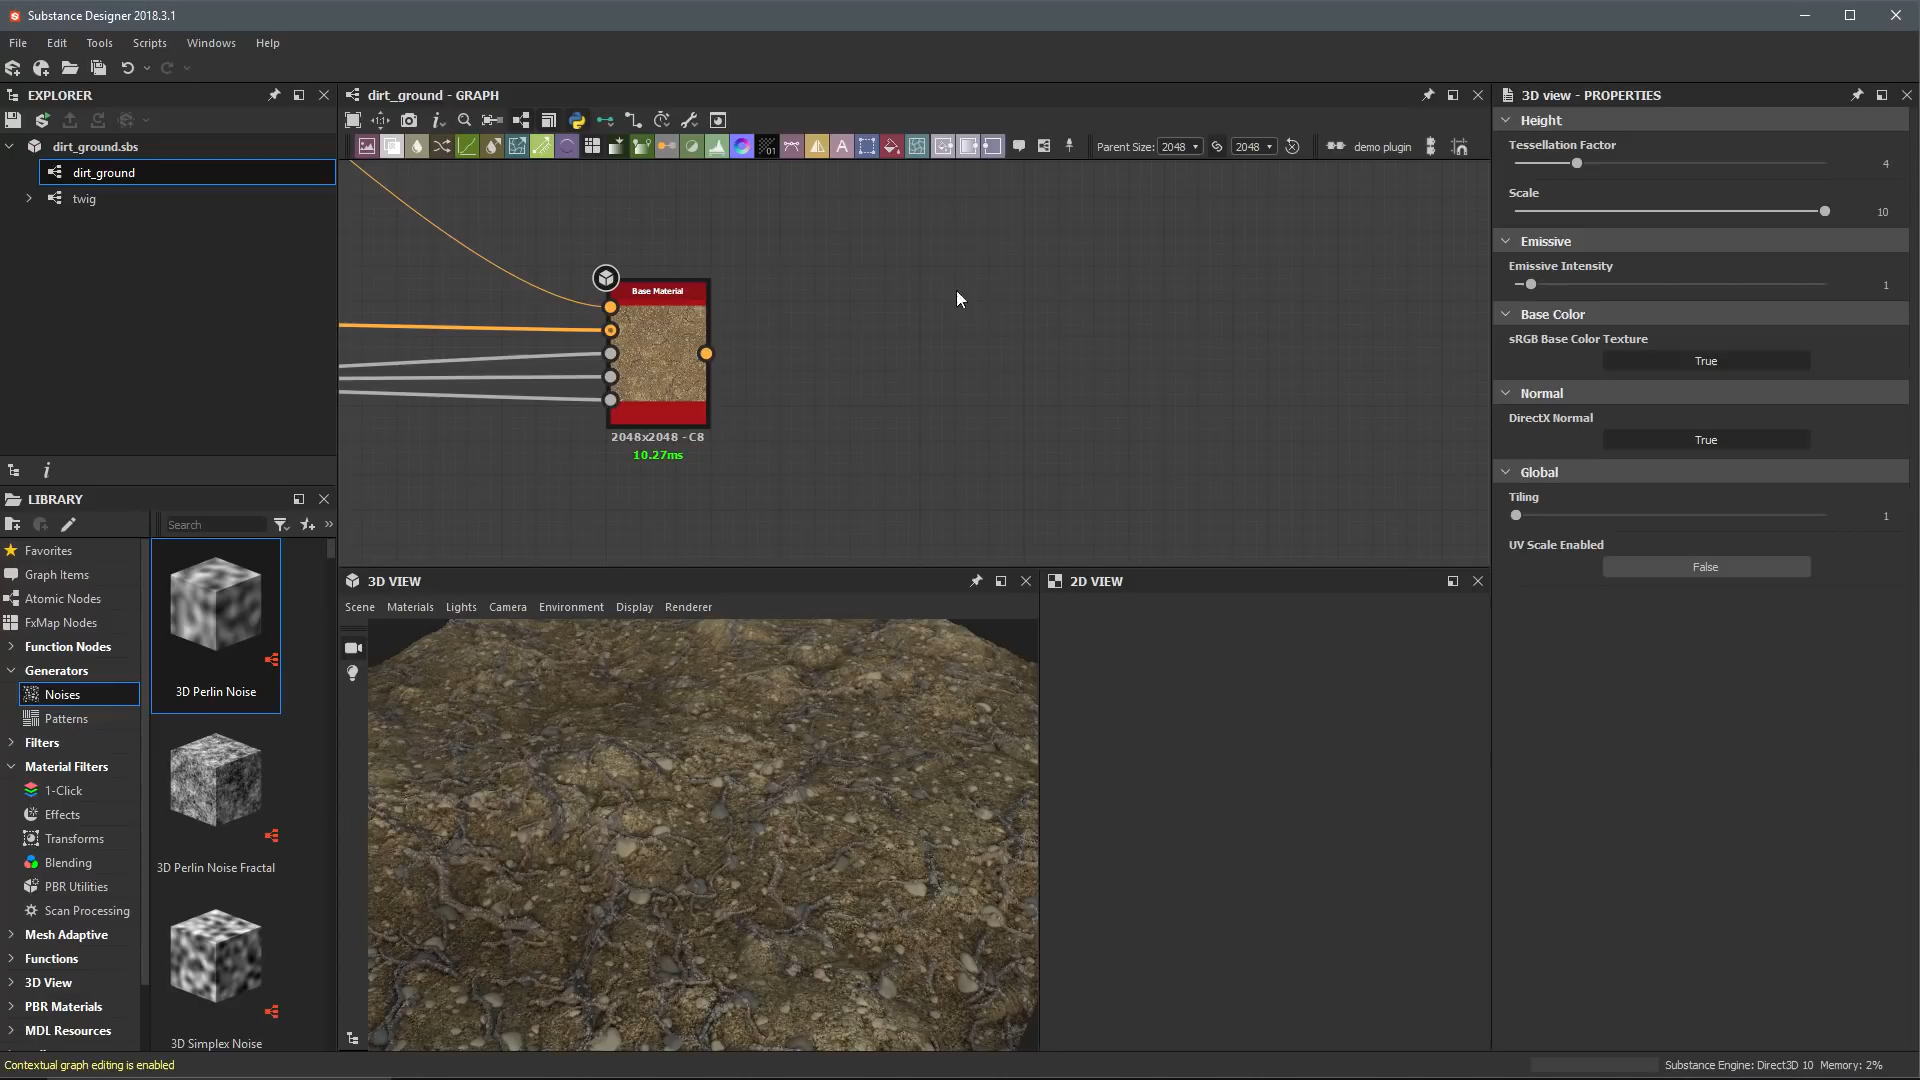 Substance Designer 2018.3.1
File Edit Tools Scripts Windows Help
EXPLORER
dirt_ground.sbs
dirt_ground
twig
LIBRARY
Search
Favorites
Graph Items
Atomic Nodes
FxMap Nodes
Function Nodes
Generators
Noises
Patterns
Filters
Material Filters
1-Click
Effects
Transforms
Blending
PBR Utilities
Scan Processing
Mesh Adaptive
Functions
3D View
PBR Materials
MDL Resources
3D Perlin Noise
3D Perlin Noise Fractal
3D Simplex Noise
dirt_ground - GRAPH
Parent Size: 2048 2048 demo plugin
Base Material
2048x2048 - C8
10.27ms
3D VIEW
Scene Materials Lights Camera Environment Display Renderer
2D VIEW
3D view - PROPERTIES
Height
Tessellation Factor
4
Scale
10
Emissive
Emissive Intensity
1
Base Color
sRGB Base Color Texture
True
Normal
DirectX Normal
True
Global
Tiling
1
UV Scale Enabled
False
Contextual graph editing is enabled
Substance Engine: Direct3D 10 Memory: 2%